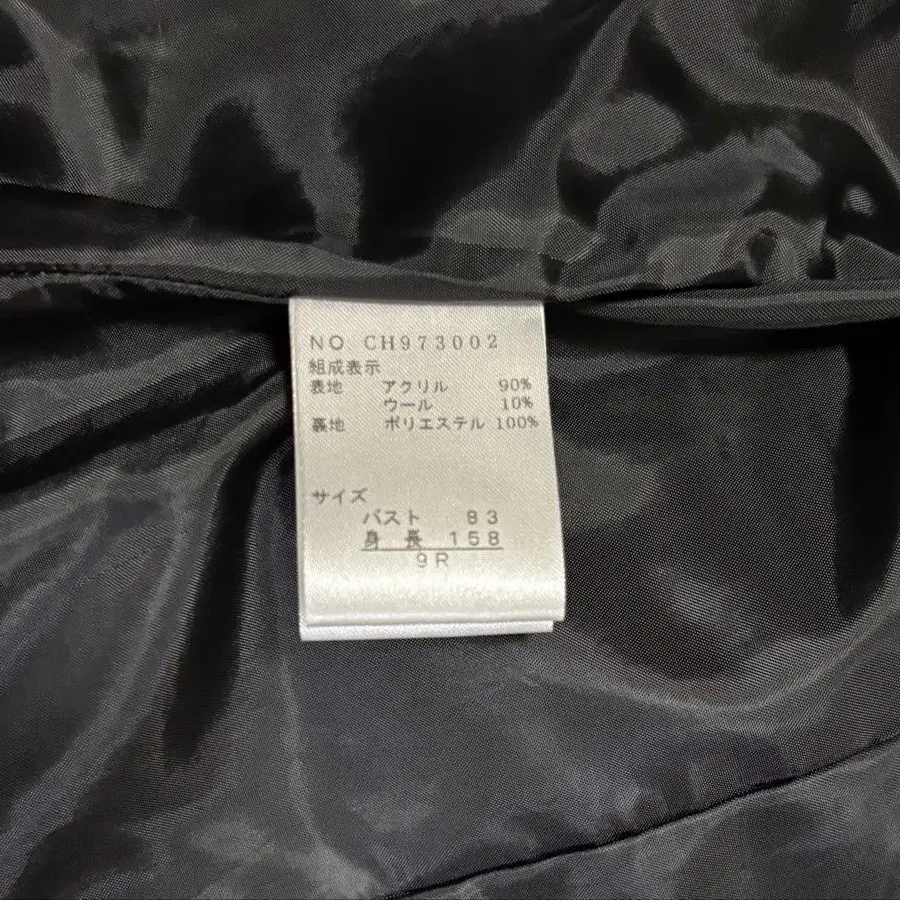 NO CH973002
組成表示
表地 アクリル 90%
ウール 10%
裏地 ポリエステル 100%
サイズ
バスト 83
身長 158
9R